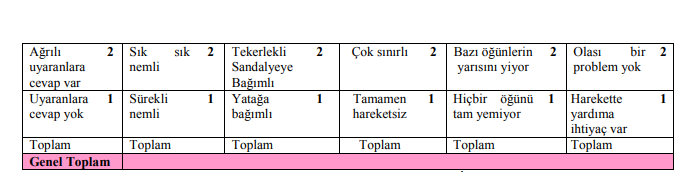 Ağrılı uyaranlara cevap var 2 Sık sık nemli 2 Tekerlekli Sandalyeye Bağımlı 2 Çok sınırlı 2 Bazı öğünlerin yarısını yiyor 2 Olası bir problem yok 2
Uyaranlara cevap yok 1 Sürekli nemli 1 Yatağa bağımlı 1 Tamamen hareketsiz 1 Hiçbir öğünü tam yemiyor 1 Harekette yardıma ihtiyaç var 1
Toplam Toplam Toplam Toplam Toplam Toplam
Genel Toplam